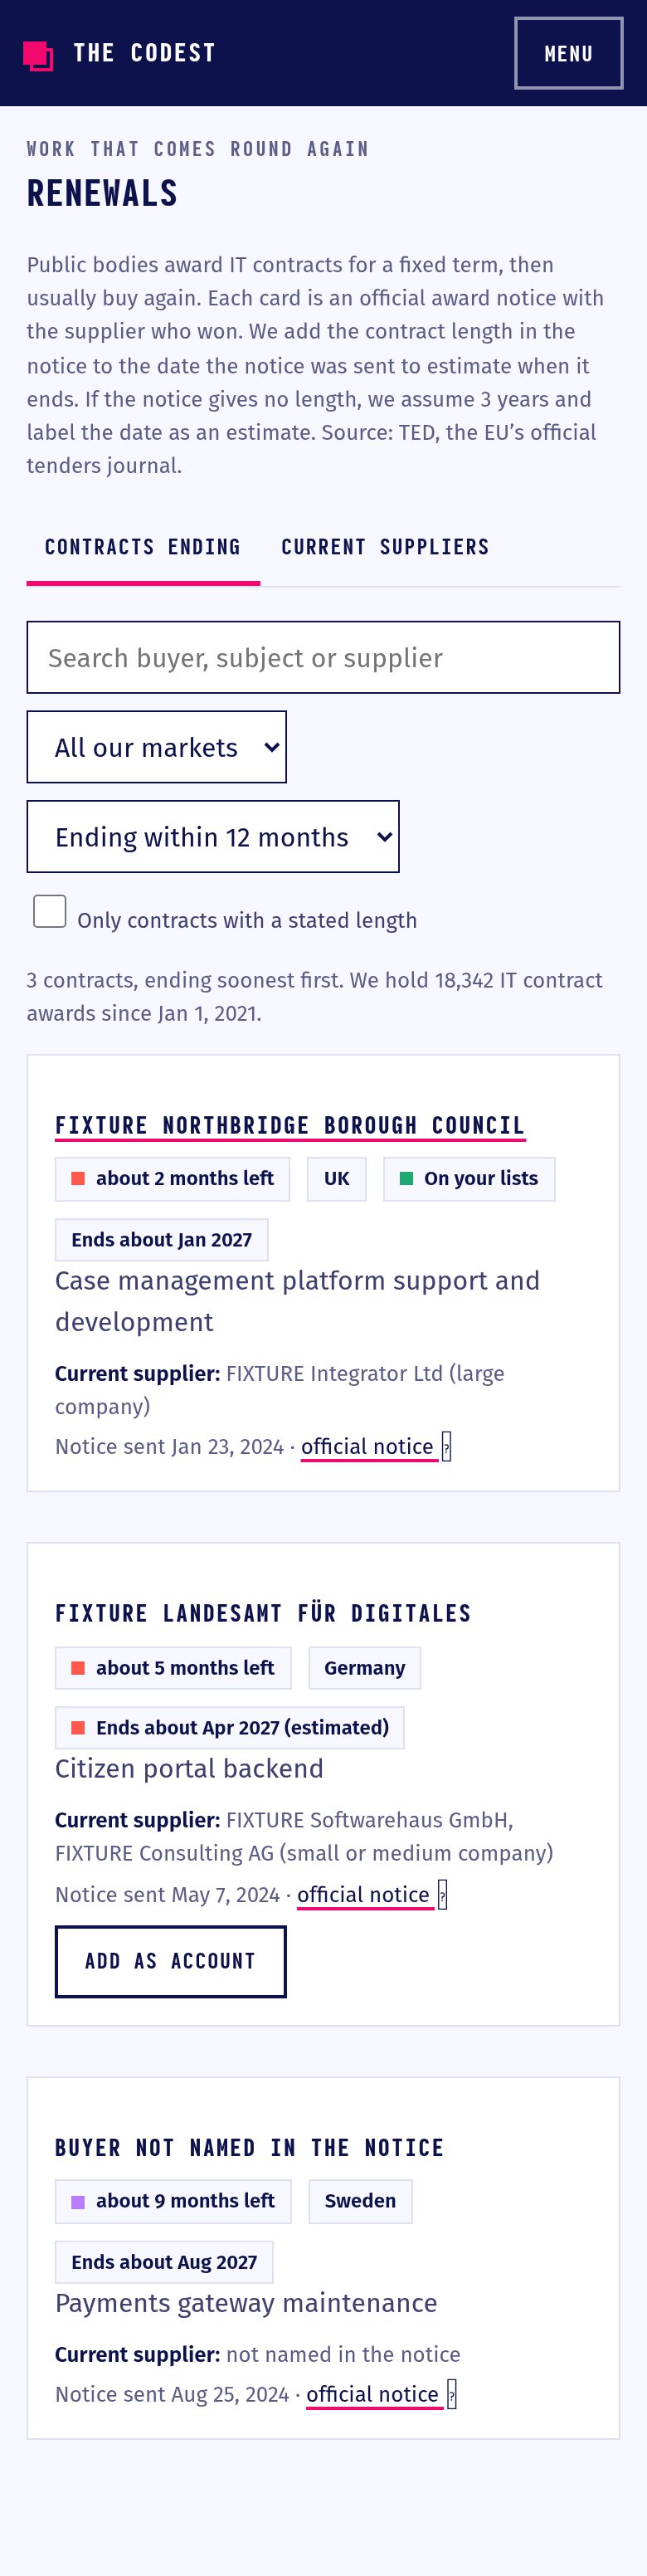 THE CODEST
MENU
WORK THAT COMES ROUND AGAIN
RENEWALS
Public bodies award IT contracts for a fixed term, then
usually buy again. Each card is an official award notice with
the supplier who won. We add the contract length in the
notice to the date the notice was sent to estimate when it
ends. If the notice gives no length, we assume 3 years and
label the date as an estimate. Source: TED, the EU’s official
tenders journal.
CONTRACTS ENDING
CURRENT SUPPLIERS
Search buyer, subject or supplier
All our markets
Ending within 12 months
Only contracts with a stated length
3 contracts, ending soonest first. We hold 18,342 IT contract
awards since Jan 1, 2021.
FIXTURE NORTHBRIDGE BOROUGH COUNCIL
about 2 months left
UK
On your lists
Ends about Jan 2027
Case management platform support and
development
Current supplier: FIXTURE Integrator Ltd (large
company)
Notice sent Jan 23, 2024 · official notice
FIXTURE LANDESAMT FÜR DIGITALES
about 5 months left
Germany
Ends about Apr 2027 (estimated)
Citizen portal backend
Current supplier: FIXTURE Softwarehaus GmbH,
FIXTURE Consulting AG (small or medium company)
Notice sent May 7, 2024 · official notice
ADD AS ACCOUNT
BUYER NOT NAMED IN THE NOTICE
about 9 months left
Sweden
Ends about Aug 2027
Payments gateway maintenance
Current supplier: not named in the notice
Notice sent Aug 25, 2024 · official notice